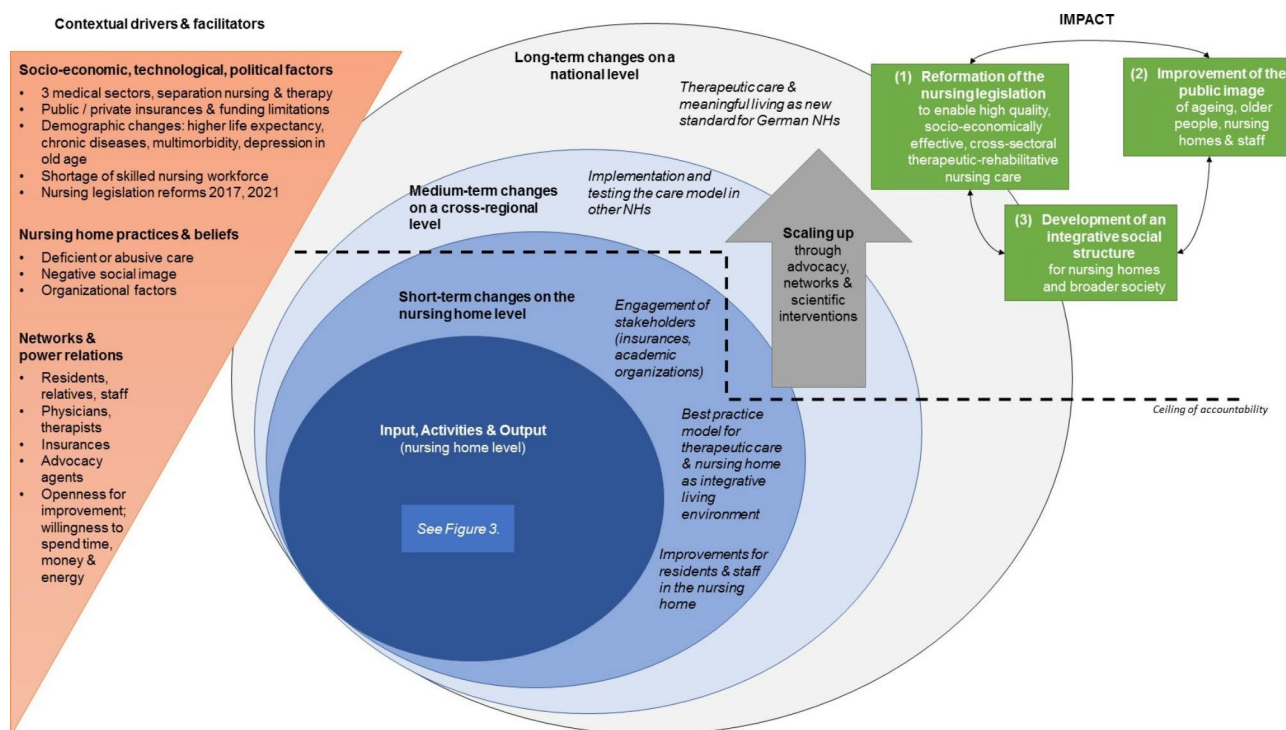 Contextual drivers & facilitators
Socio-economic, technological, political factors
• 3 medical sectors, separation nursing & therapy
• Public / private insurances & funding limitations
• Demographic changes: higher life expectancy,
chronic diseases, multimorbidity, depression in
old age
• Shortage of skilled nursing workforce
• Nursing legislation reforms 2017, 2021
Nursing home practices & beliefs
• Deficient or abusive care
• Negative social image
• Organizational factors
Networks &
power relations
• Residents,
relatives, staff
• Physicians,
therapists
• Insurances
• Advocacy
agents
• Openness for
improvement;
willingness to
spend time,
money &
energy
Long-term changes on a
national level
Therapeutic care &
meaningful living as new
standard for German NHs
Medium-term changes
on a cross-regional
level
Implementation and
testing the care model in
other NHs
Short-term changes on the
nursing home level
Engagement of
stakeholders
(insurances,
academic
organizations)
Best practice
model for
therapeutic care
& nursing home
as integrative
living
environment
Improvements for
residents & staff
in the nursing
home
Input, Activities & Output
(nursing home level)
See Figure 3.
Scaling up
through
advocacy,
networks &
scientific
interventions
IMPACT
(1) Reformation of the
nursing legislation
to enable high quality,
socio-economically
effective, cross-sectoral
therapeutic-rehabilitative
nursing care
(2) Improvement of the
public image
of ageing, older
people, nursing
homes & staff
(3) Development of an
integrative social
structure
for nursing homes
and broader society
Ceiling of accountability